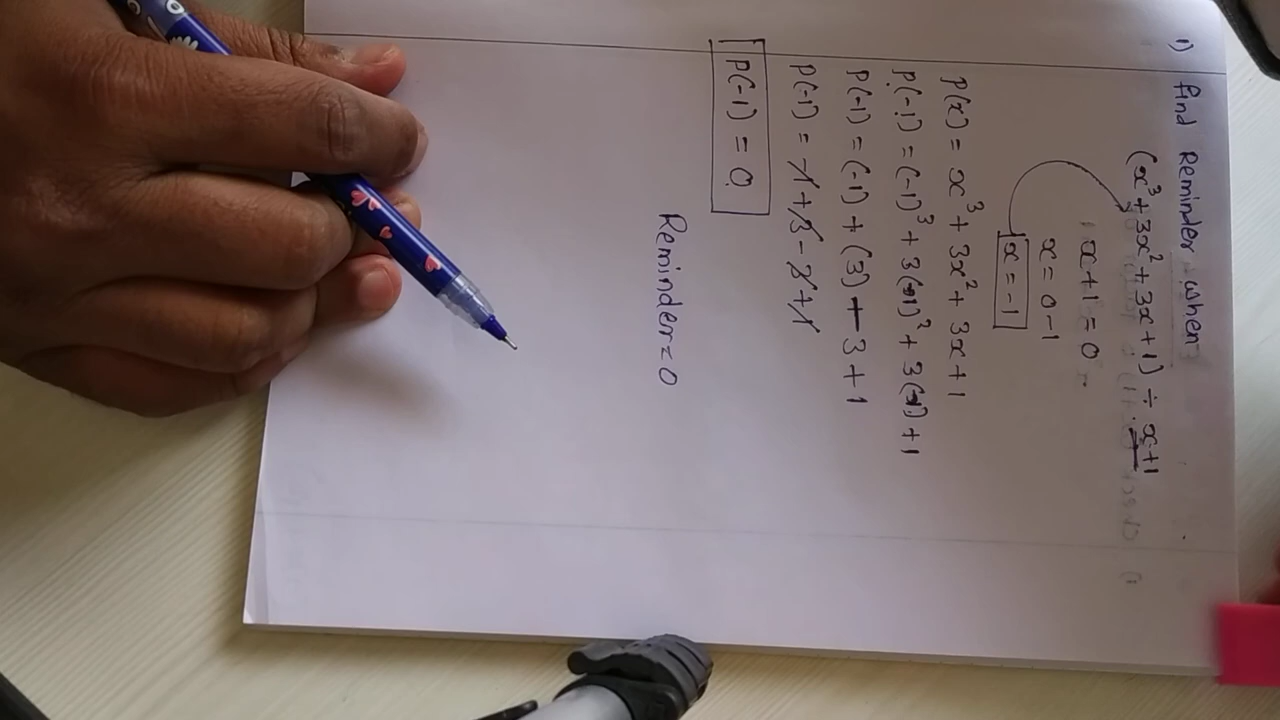 1) find Reminder when
(x³ + 3x² + 3x + 1) ÷ x+1
x+1 = 0
x = 0-1
x = -1
P(x) = x³ + 3x² + 3x + 1
P(-1) = (-1)³ + 3(-1)² + 3(-1) + 1
P(-1) = (-1) + (3) - 3 + 1
P(-1) = -1 + 3 - 3 + 1
P(-1) = 0
Reminder = 0